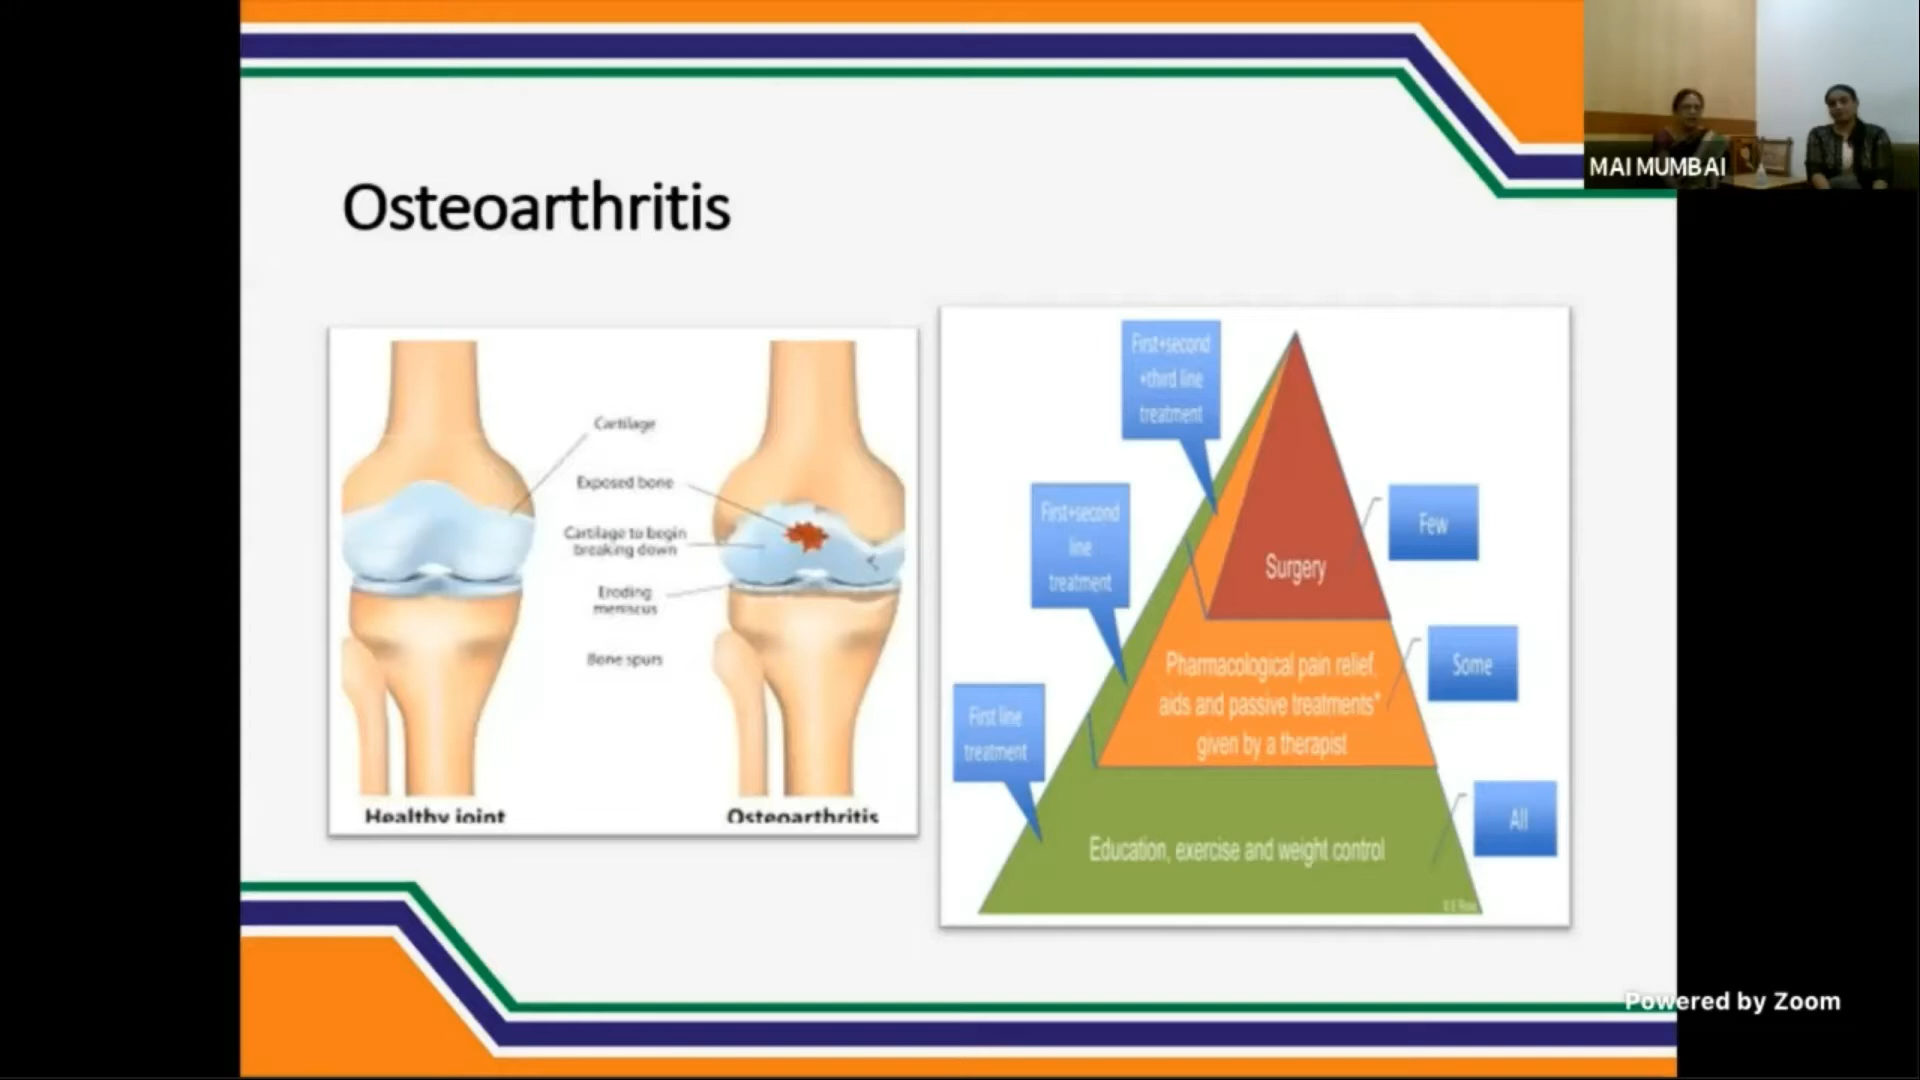 MAI MUMBAI
Osteoarthritis
Cartilage
Exposed bone
Cartilage to begin
breaking down
Eroding
meniscus
Bone spurs
Healthy joint
Osteoarthritis
First+second
+third line
treatment
First+second
line
treatment
First line
treatment
Surgery
Pharmacological pain relief,
aids and passive treatments*
given by a therapist
Education, exercise and weight control
Few
Some
All
Powered by Zoom